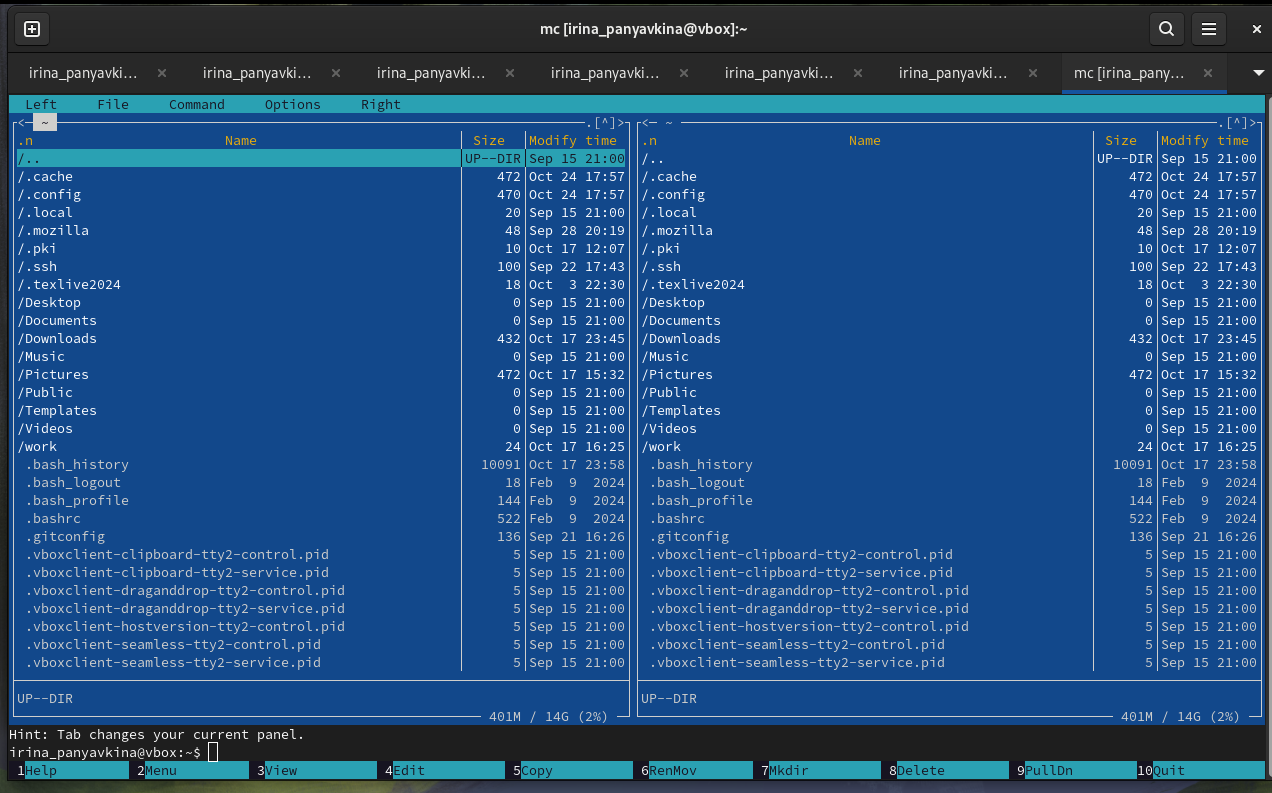 mc [irina_panyavkina@vbox]:~
irina_panyavki... irina_panyavki... irina_panyavki... irina_panyavki... irina_panyavki... irina_panyavki... mc [irina_pany...
Left File Command Options Right
<─ ~ .[^]> <─ ~ .[^]>
.n Name Size Modify time .n Name Size Modify time
/.. UP--DIR Sep 15 21:00 /.. UP--DIR Sep 15 21:00
/.cache 472 Oct 24 17:57 /.cache 472 Oct 24 17:57
/.config 470 Oct 24 17:57 /.config 470 Oct 24 17:57
/.local 20 Sep 15 21:00 /.local 20 Sep 15 21:00
/.mozilla 48 Sep 28 20:19 /.mozilla 48 Sep 28 20:19
/.pki 10 Oct 17 12:07 /.pki 10 Oct 17 12:07
/.ssh 100 Sep 22 17:43 /.ssh 100 Sep 22 17:43
/.texlive2024 18 Oct 3 22:30 /.texlive2024 18 Oct 3 22:30
/Desktop 0 Sep 15 21:00 /Desktop 0 Sep 15 21:00
/Documents 0 Sep 15 21:00 /Documents 0 Sep 15 21:00
/Downloads 432 Oct 17 23:45 /Downloads 432 Oct 17 23:45
/Music 0 Sep 15 21:00 /Music 0 Sep 15 21:00
/Pictures 472 Oct 17 15:32 /Pictures 472 Oct 17 15:32
/Public 0 Sep 15 21:00 /Public 0 Sep 15 21:00
/Templates 0 Sep 15 21:00 /Templates 0 Sep 15 21:00
/Videos 0 Sep 15 21:00 /Videos 0 Sep 15 21:00
/work 24 Oct 17 16:25 /work 24 Oct 17 16:25
.bash_history 10091 Oct 17 23:58 .bash_history 10091 Oct 17 23:58
.bash_logout 18 Feb 9 2024 .bash_logout 18 Feb 9 2024
.bash_profile 144 Feb 9 2024 .bash_profile 144 Feb 9 2024
.bashrc 522 Feb 9 2024 .bashrc 522 Feb 9 2024
.gitconfig 136 Sep 21 16:26 .gitconfig 136 Sep 21 16:26
.vboxclient-clipboard-tty2-control.pid 5 Sep 15 21:00 .vboxclient-clipboard-tty2-control.pid 5 Sep 15 21:00
.vboxclient-clipboard-tty2-service.pid 5 Sep 15 21:00 .vboxclient-clipboard-tty2-service.pid 5 Sep 15 21:00
.vboxclient-draganddrop-tty2-control.pid 5 Sep 15 21:00 .vboxclient-draganddrop-tty2-control.pid 5 Sep 15 21:00
.vboxclient-draganddrop-tty2-service.pid 5 Sep 15 21:00 .vboxclient-draganddrop-tty2-service.pid 5 Sep 15 21:00
.vboxclient-hostversion-tty2-control.pid 5 Sep 15 21:00 .vboxclient-hostversion-tty2-control.pid 5 Sep 15 21:00
.vboxclient-seamless-tty2-control.pid 5 Sep 15 21:00 .vboxclient-seamless-tty2-control.pid 5 Sep 15 21:00
.vboxclient-seamless-tty2-service.pid 5 Sep 15 21:00 .vboxclient-seamless-tty2-service.pid 5 Sep 15 21:00
UP--DIR UP--DIR
401M / 14G (2%) 401M / 14G (2%)
Hint: Tab changes your current panel.
irina_panyavkina@vbox:~$
1Help 2Menu 3View 4Edit 5Copy 6RenMov 7Mkdir 8Delete 9PullDn 10Quit